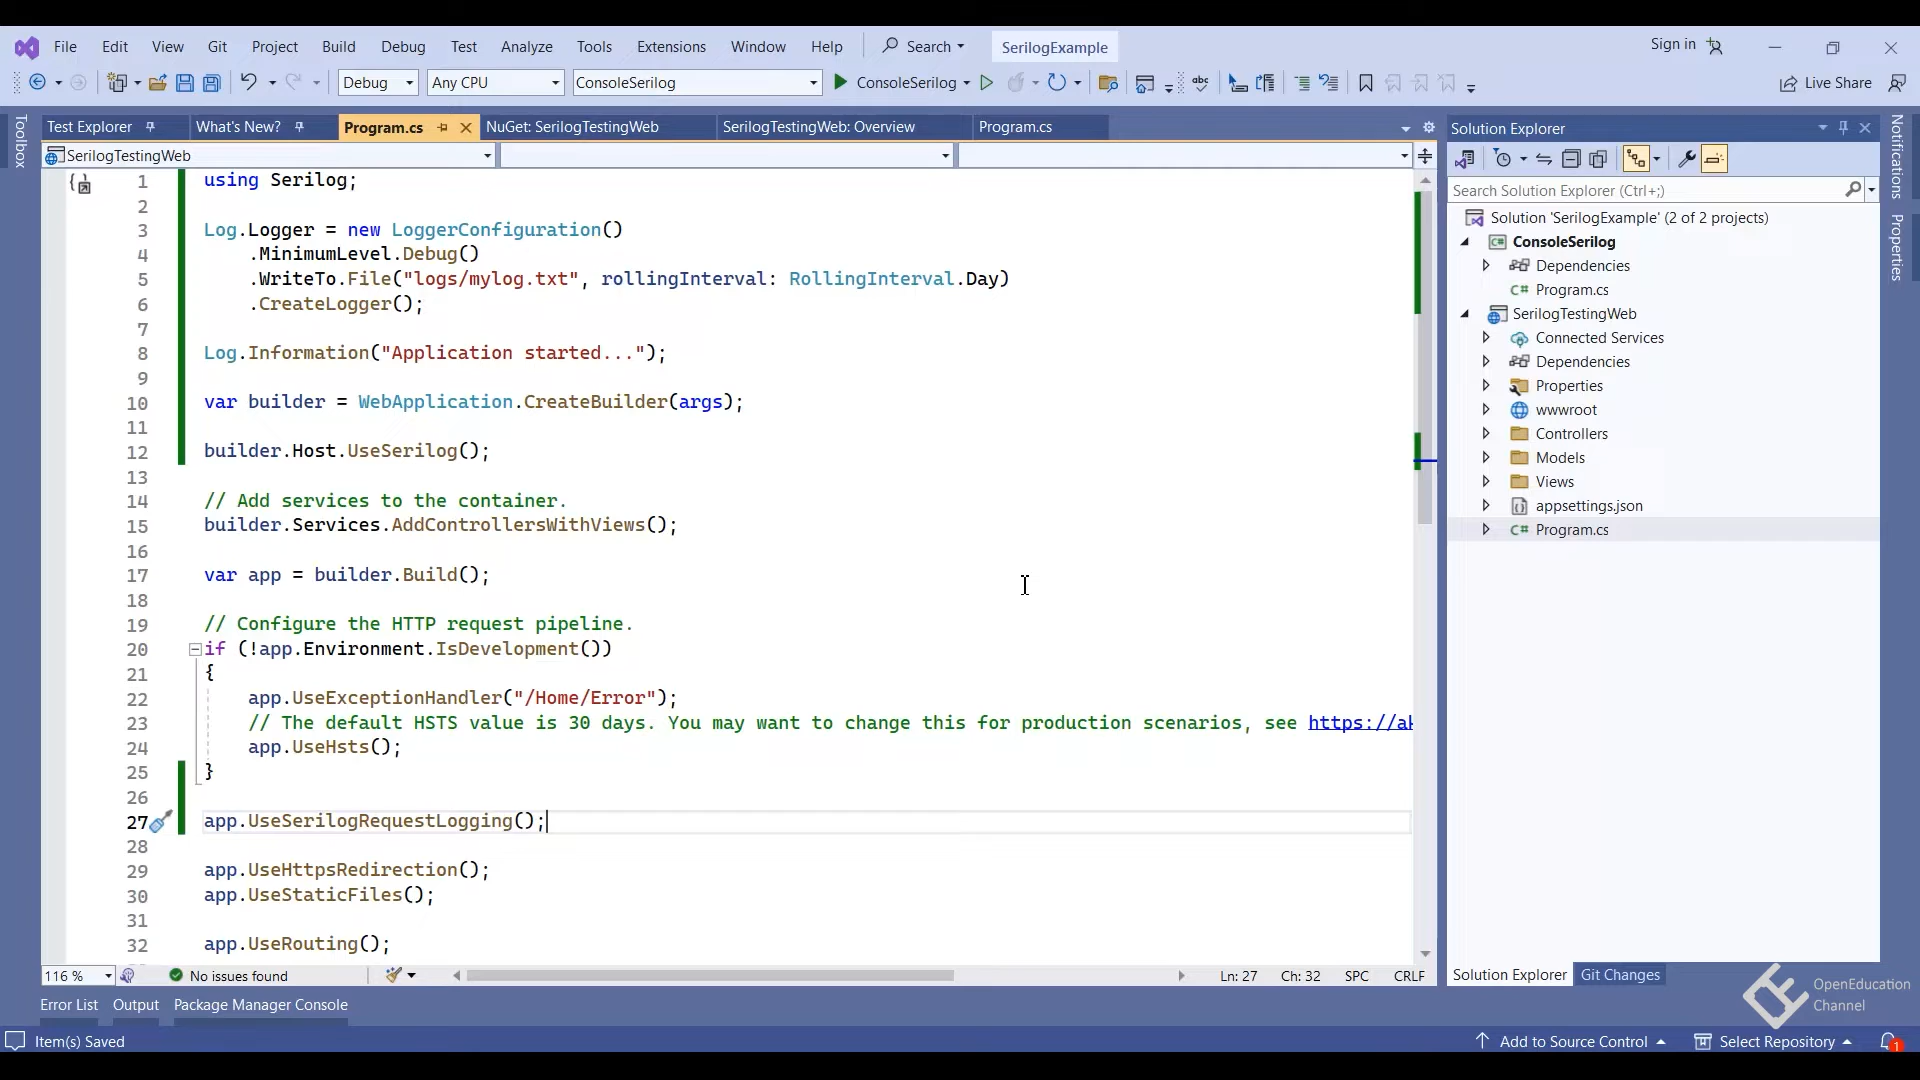 File Edit View Git Project Build Debug Test Analyze Tools Extensions Window Help Search SerilogExample Sign in
Debug Any CPU ConsoleSerilog ConsoleSerilog abc Live Share
Toolbox
Test Explorer What's New? Program.cs NuGet: SerilogTestingWeb SerilogTestingWeb: Overview Program.cs
SerilogTestingWeb
1 using Serilog;
2
3 Log.Logger = new LoggerConfiguration()
4 .MinimumLevel.Debug()
5 .WriteTo.File("logs/mylog.txt", rollingInterval: RollingInterval.Day)
6 .CreateLogger();
7
8 Log.Information("Application started...");
9
10 var builder = WebApplication.CreateBuilder(args);
11
12 builder.Host.UseSerilog();
13
14 // Add services to the container.
15 builder.Services.AddControllersWithViews();
16
17 var app = builder.Build();
18
19 // Configure the HTTP request pipeline.
20 if (!app.Environment.IsDevelopment())
21 {
22 app.UseExceptionHandler("/Home/Error");
23 // The default HSTS value is 30 days. You may want to change this for production scenarios, see https://ak
24 app.UseHsts();
25 }
26
27 app.UseSerilogRequestLogging();
28
29 app.UseHttpsRedirection();
30 app.UseStaticFiles();
31
32 app.UseRouting();
116 % No issues found Ln: 27 Ch: 32 SPC CRLF
Solution Explorer
Search Solution Explorer (Ctrl+;)
Solution 'SerilogExample' (2 of 2 projects)
ConsoleSerilog
Dependencies
C# Program.cs
SerilogTestingWeb
Connected Services
Dependencies
Properties
wwwroot
Controllers
Models
Views
appsettings.json
C# Program.cs
Solution Explorer Git Changes
Notifications
Properties
OpenEducation
Channel
Error List Output Package Manager Console
Item(s) Saved Add to Source Control Select Repository 1